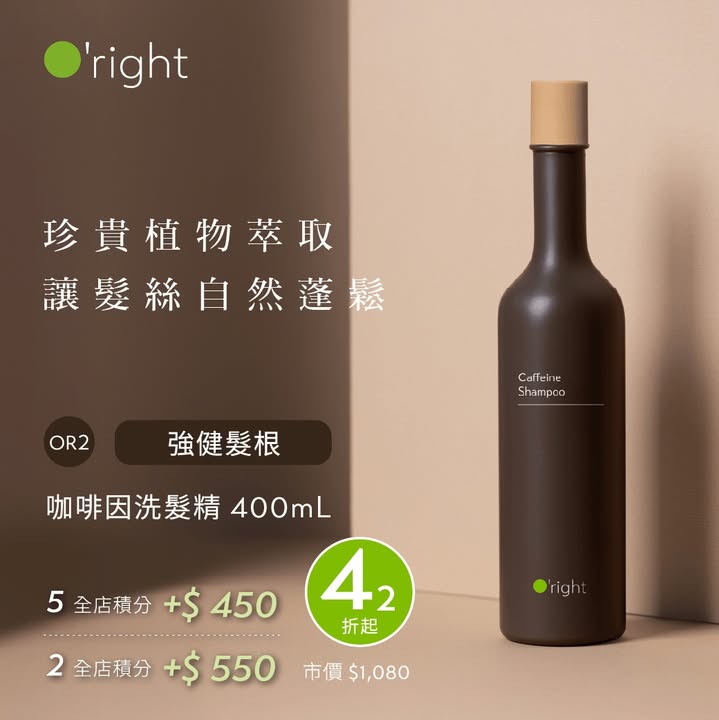 O'right
珍貴植物萃取
讓髮絲自然蓬鬆
Caffeine
Shampoo
OR2 強健髮根
咖啡因洗髮精 400mL
5 全店積分 +$ 450
2 全店積分 +$ 550
42
折起
市價 $1,080
O'right